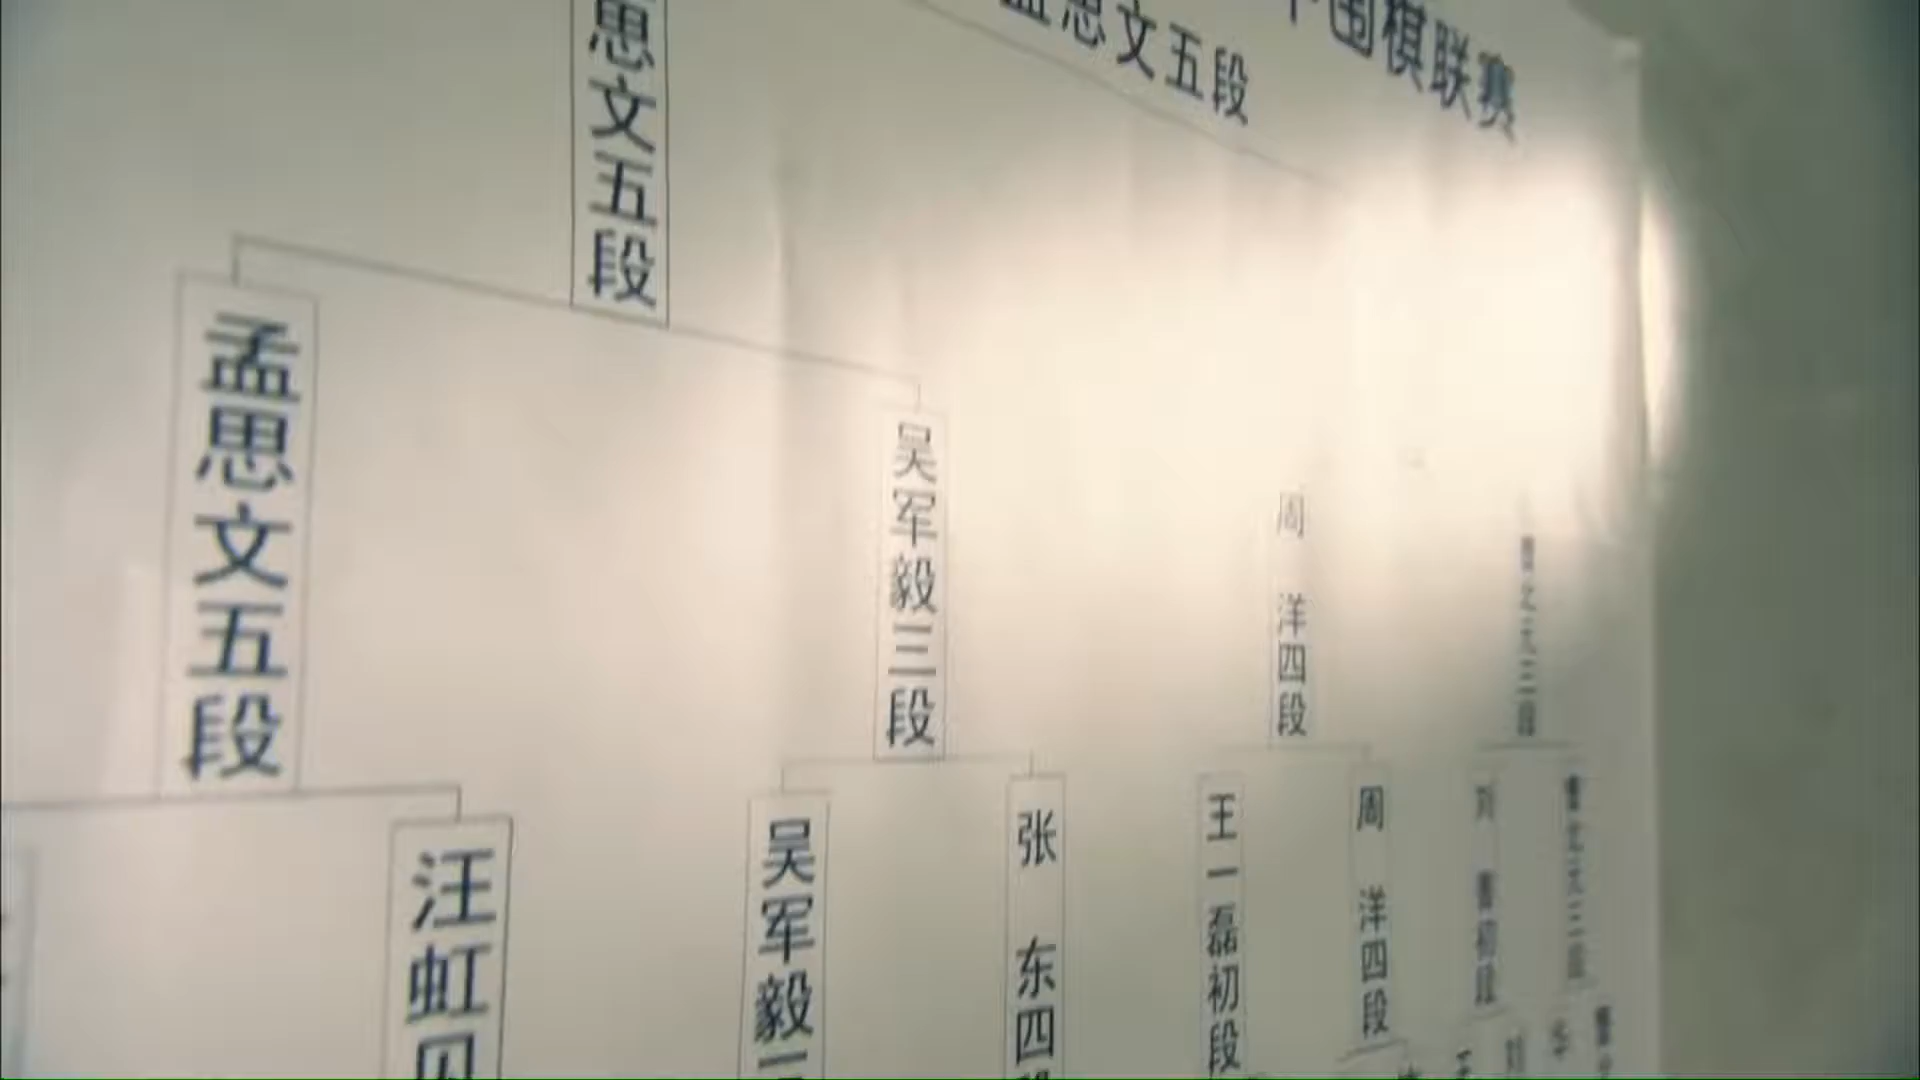 围棋联赛
孟思文五段
思文五段
孟思文五段
吴军毅三段
周 洋四段
汪虹
吴军毅
张 东四
王一磊初段
周 洋四段
刘